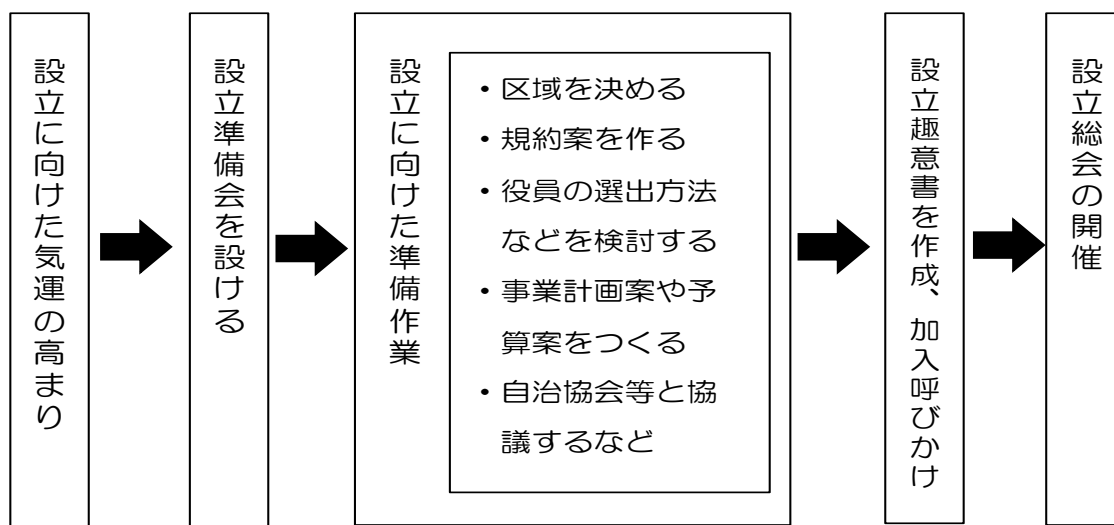 設立に向けた気運の高まり
設立準備会を設ける
設立に向けた準備作業
・区域を決める
・規約案を作る
・役員の選出方法
などを検討する
・事業計画案や予
算案をつくる
・自治協会等と協
議するなど
設立趣意書を作成、加入呼びかけ
設立総会の開催